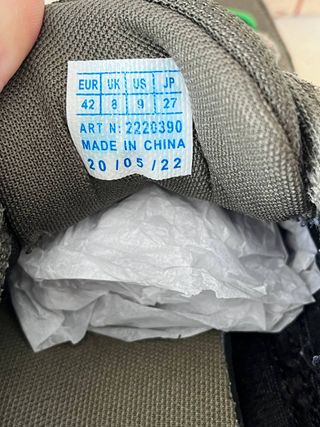 EUR UK US JP
42 8 9 27
ART N: 2220390
MADE IN CHINA
20/05/22